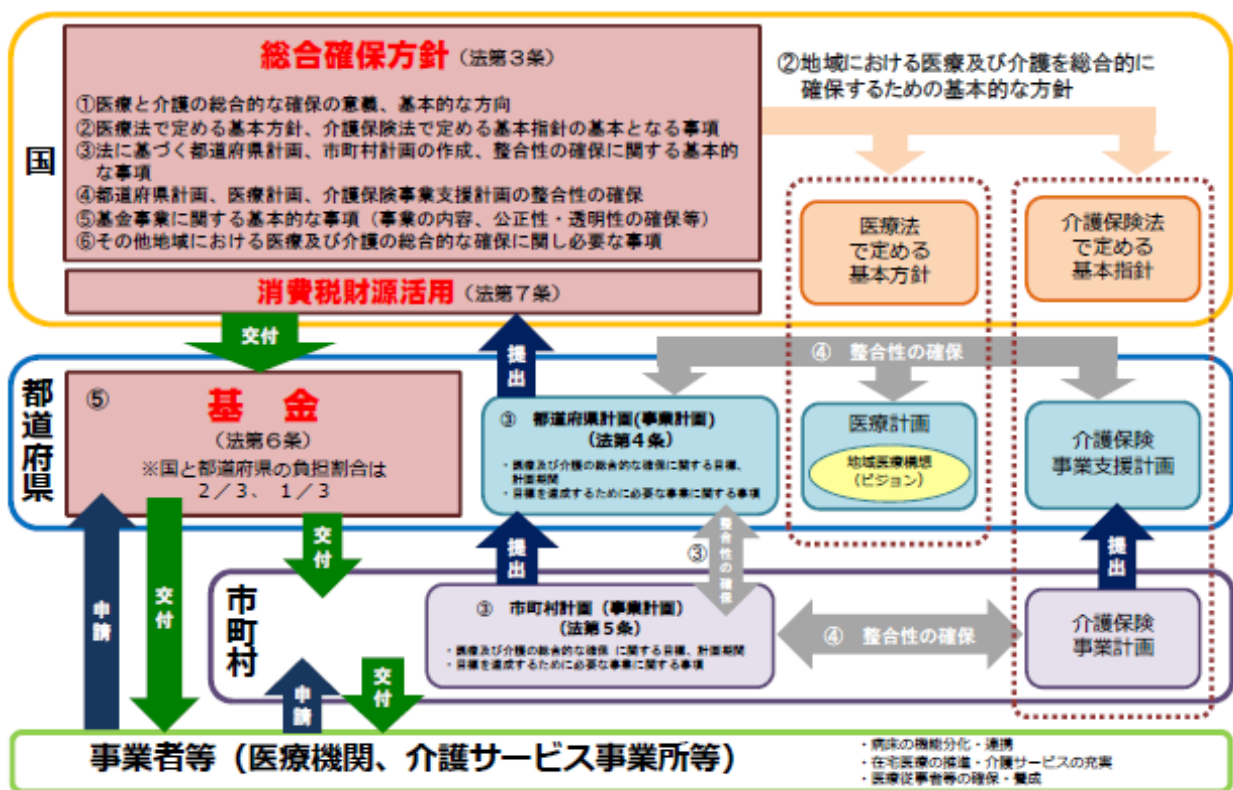 国
総合確保方針（法第３条）
①医療と介護の総合的な確保の意義、基本的な方向
②医療法で定める基本方針、介護保険法で定める基本指針の基本となる事項
③法に基づく都道府県計画、市町村計画の作成、整合性の確保に関する基本的
な事項
④都道府県計画、医療計画、介護保険事業支援計画の整合性の確保
⑤基金事業に関する基本的な事項（事業の内容、公正性・透明性の確保等）
⑥その他地域における医療及び介護の総合的な確保に関し必要な事項
消費税財源活用（法第７条）
②地域における医療及び介護を総合的に
確保するための基本的な方針
医療法
で定める
基本方針
介護保険法
で定める
基本指針
交付
提出
④ 整合性の確保
都道府県
⑤
基 金
（法第６条）
※国と都道府県の負担割合は
２／３、１／３
③ 都道府県計画(事業計画)
（法第４条）
・医療及び介護の総合的な確保に関する目標、
計画期間
・目標を達成するために必要な事業に関する事項
医療計画
地域医療構想
（ビジョン）
介護保険
事業支援計画
申請
交付
交付
提出
③
整合性の確保
提出
市町村
③ 市町村計画（事業計画）
（法第５条）
・医療及び介護の総合的な確保 に関する目標、計画期間
・目標を達成するために必要な事業に関する事項
④ 整合性の確保
介護保険
事業計画
申請
交付
事業者等（医療機関、介護サービス事業所等）
・病床の機能分化・連携
・在宅医療の推進・介護サービスの充実
・医療従事者等の確保・養成